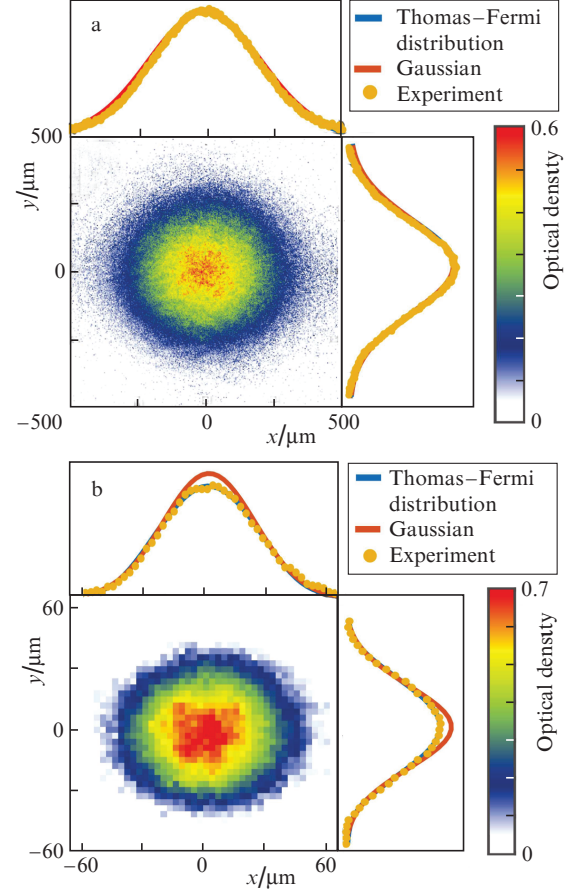 a
Thomas–Fermi
distribution
Gaussian
Experiment
500
y/μm
0
−500
−500
0
500
x/μm
0.6
Optical density
0
b
Thomas–Fermi
distribution
Gaussian
Experiment
60
y/μm
0
−60
−60
0
60
x/μm
0.7
Optical density
0